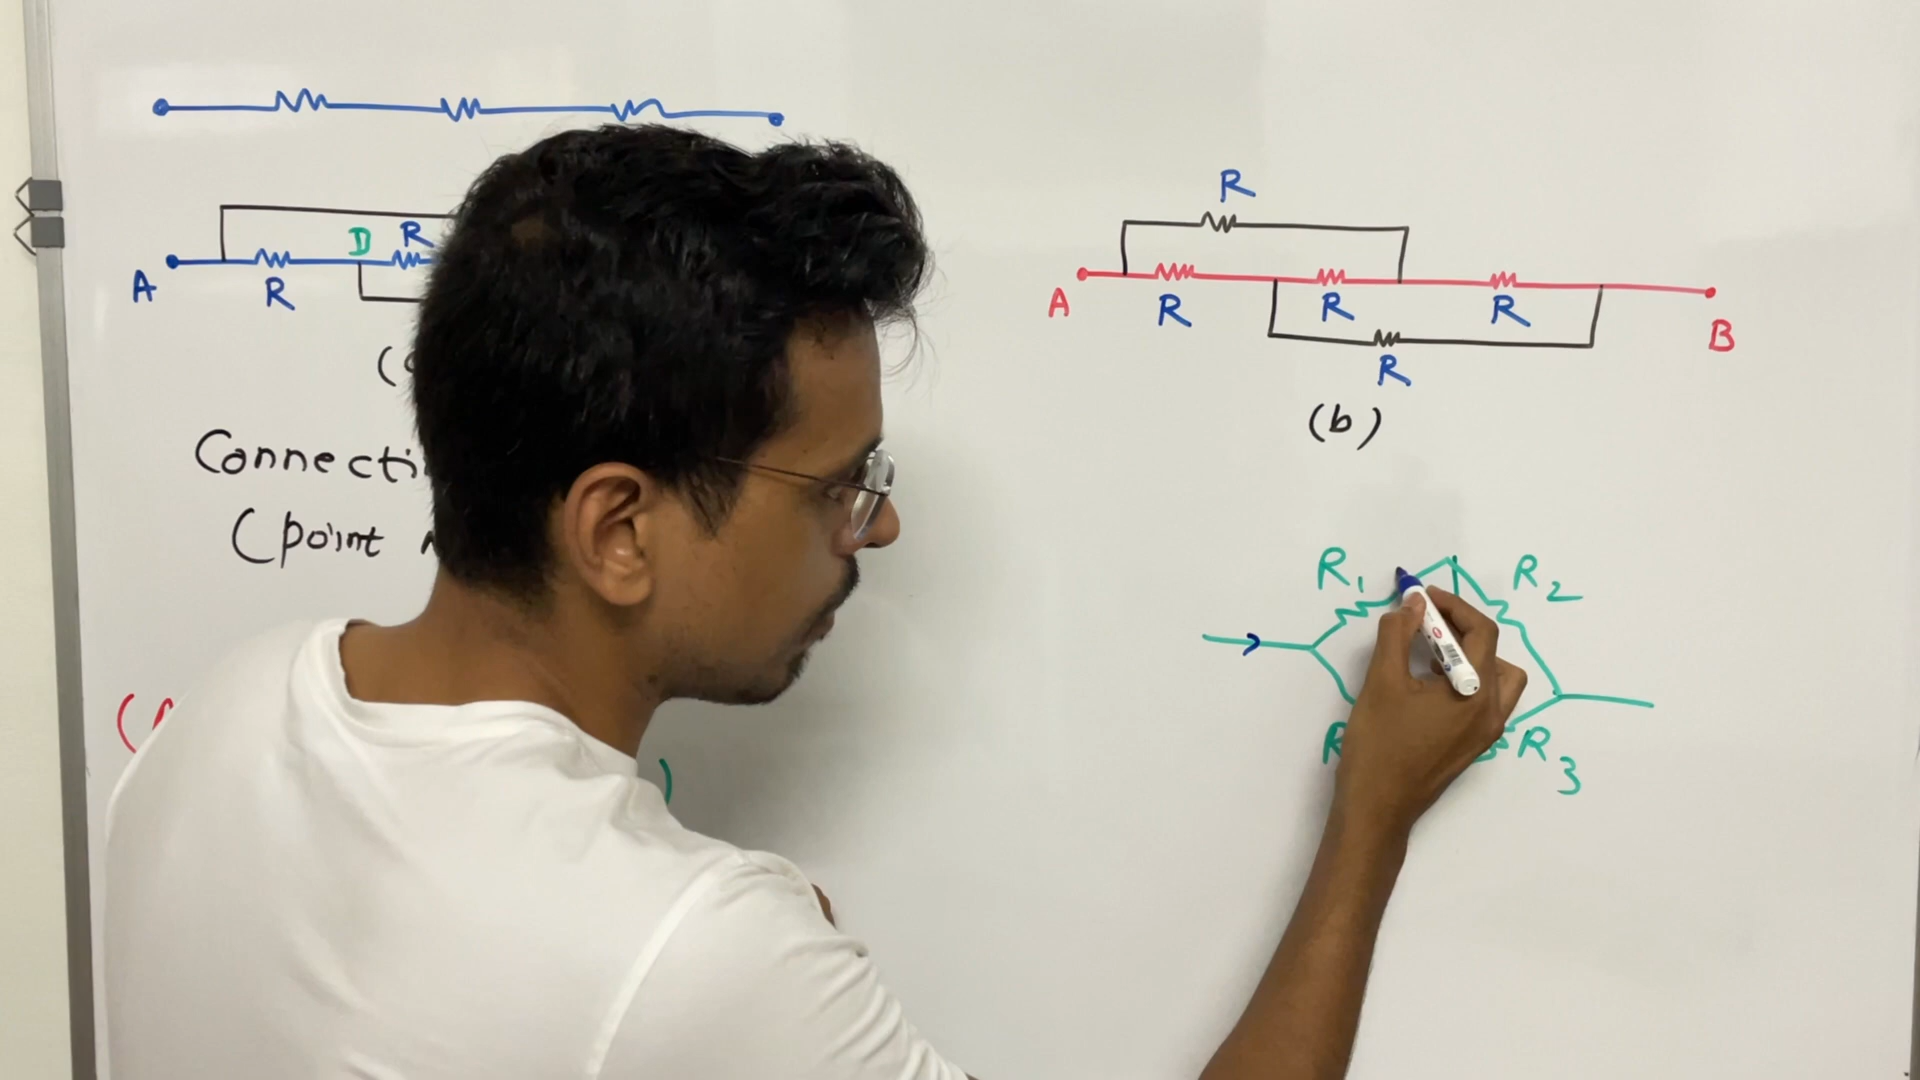 D R
A R
Connecti
(point
R
A R R R B
R
(b)
R1 R2
R R3